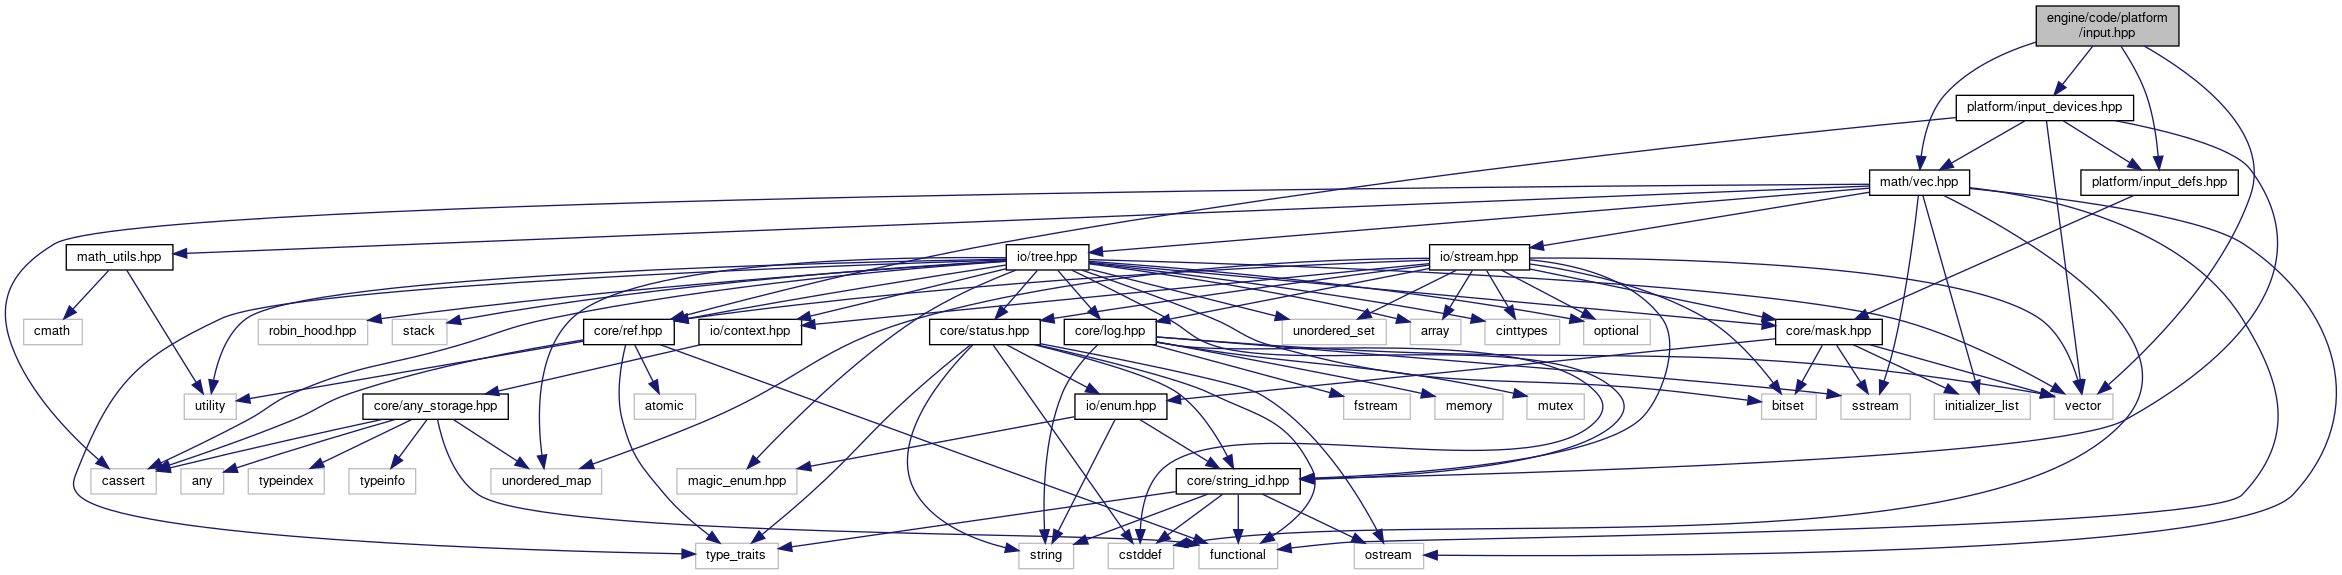 engine/code/platform
/input.hpp
platform/input_devices.hpp
math/vec.hpp
platform/input_defs.hpp
math_utils.hpp
io/tree.hpp
io/stream.hpp
cmath
robin_hood.hpp
stack
core/ref.hpp
io/context.hpp
core/status.hpp
core/log.hpp
unordered_set
array
cinttypes
optional
core/mask.hpp
utility
core/any_storage.hpp
atomic
io/enum.hpp
fstream
memory
mutex
bitset
sstream
initializer_list
vector
cassert
any
typeindex
typeinfo
unordered_map
magic_enum.hpp
core/string_id.hpp
type_traits
string
cstddef
functional
ostream